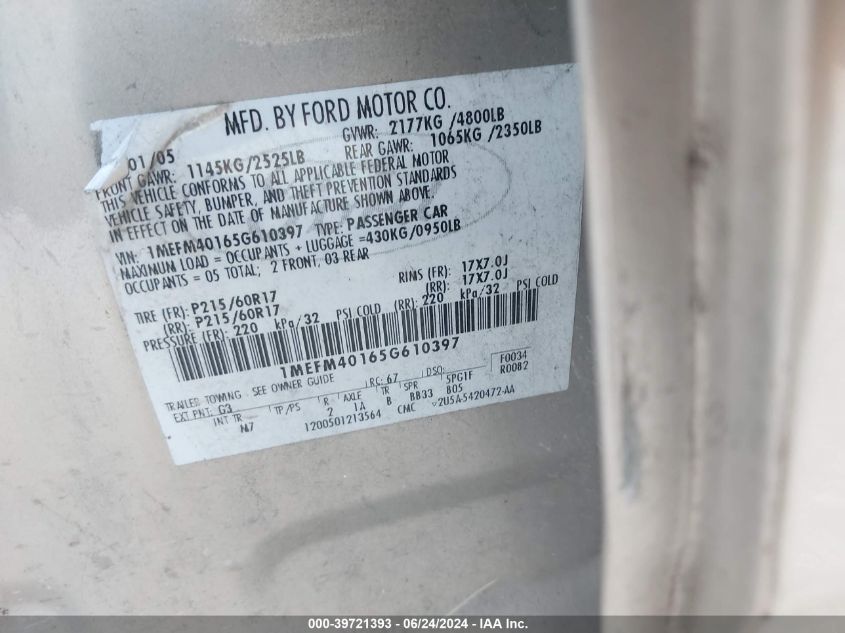 MFD. BY FORD MOTOR CO.
01/05 GVWR: 2177KG /4800LB
FRONT GAWR: 1145KG/2525LB REAR GAWR: 1065KG /2350LB
THIS VEHICLE CONFORMS TO ALL APPLICABLE FEDERAL MOTOR
VEHICLE SAFETY, BUMPER, AND THEFT PREVENTION STANDARDS
IN EFFECT ON THE DATE OF MANUFACTURE SHOWN ABOVE.
VIN: 1MEFM40165G610397 TYPE: PASSENGER CAR
MAXIMUM LOAD = OCCUPANTS + LUGGAGE =430KG/0950LB
OCCUPANTS = 05 TOTAL; 2 FRONT, 03 REAR
TIRE (FR): P215/60R17 RIMS (FR): 17X7.0J
(RR): P215/60R17 (RR): 17X7.0J
PRESSURE (FR): 220 kPa/32 PSI COLD (RR): 220 kPa/32 PSI COLD
1MEFM40165G610397
TRAILER TOWING - SEE OWNER GUIDE
F0034
R0082
EXT PNT: G3 RC: 67 DSO:
INT TR TP/PS R AXLE TR SPR 5PG1F
N7 2 1A B BB33 B05
1200501213564 CMC v2U5A-5420472-AA
000-39721393 - 06/24/2024 - IAA Inc.